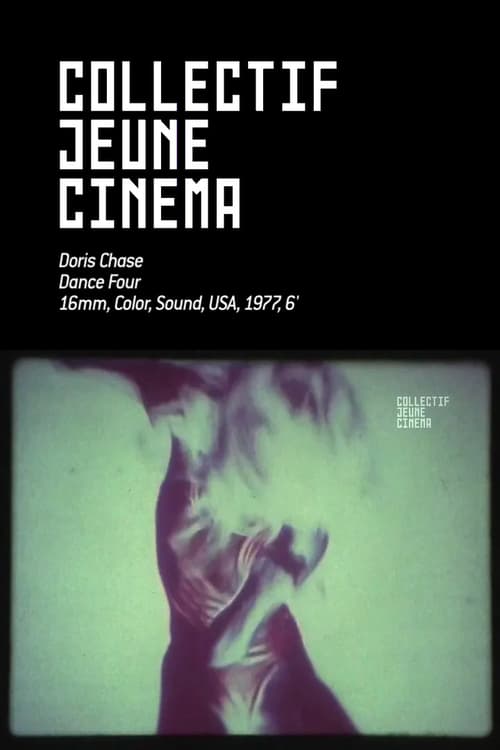 COLLECTIF
JEUNE
CINEMA
Doris Chase
Dance Four
16mm, Color, Sound, USA, 1977, 6'
COLLECTIF
JEUNE
CINEMA